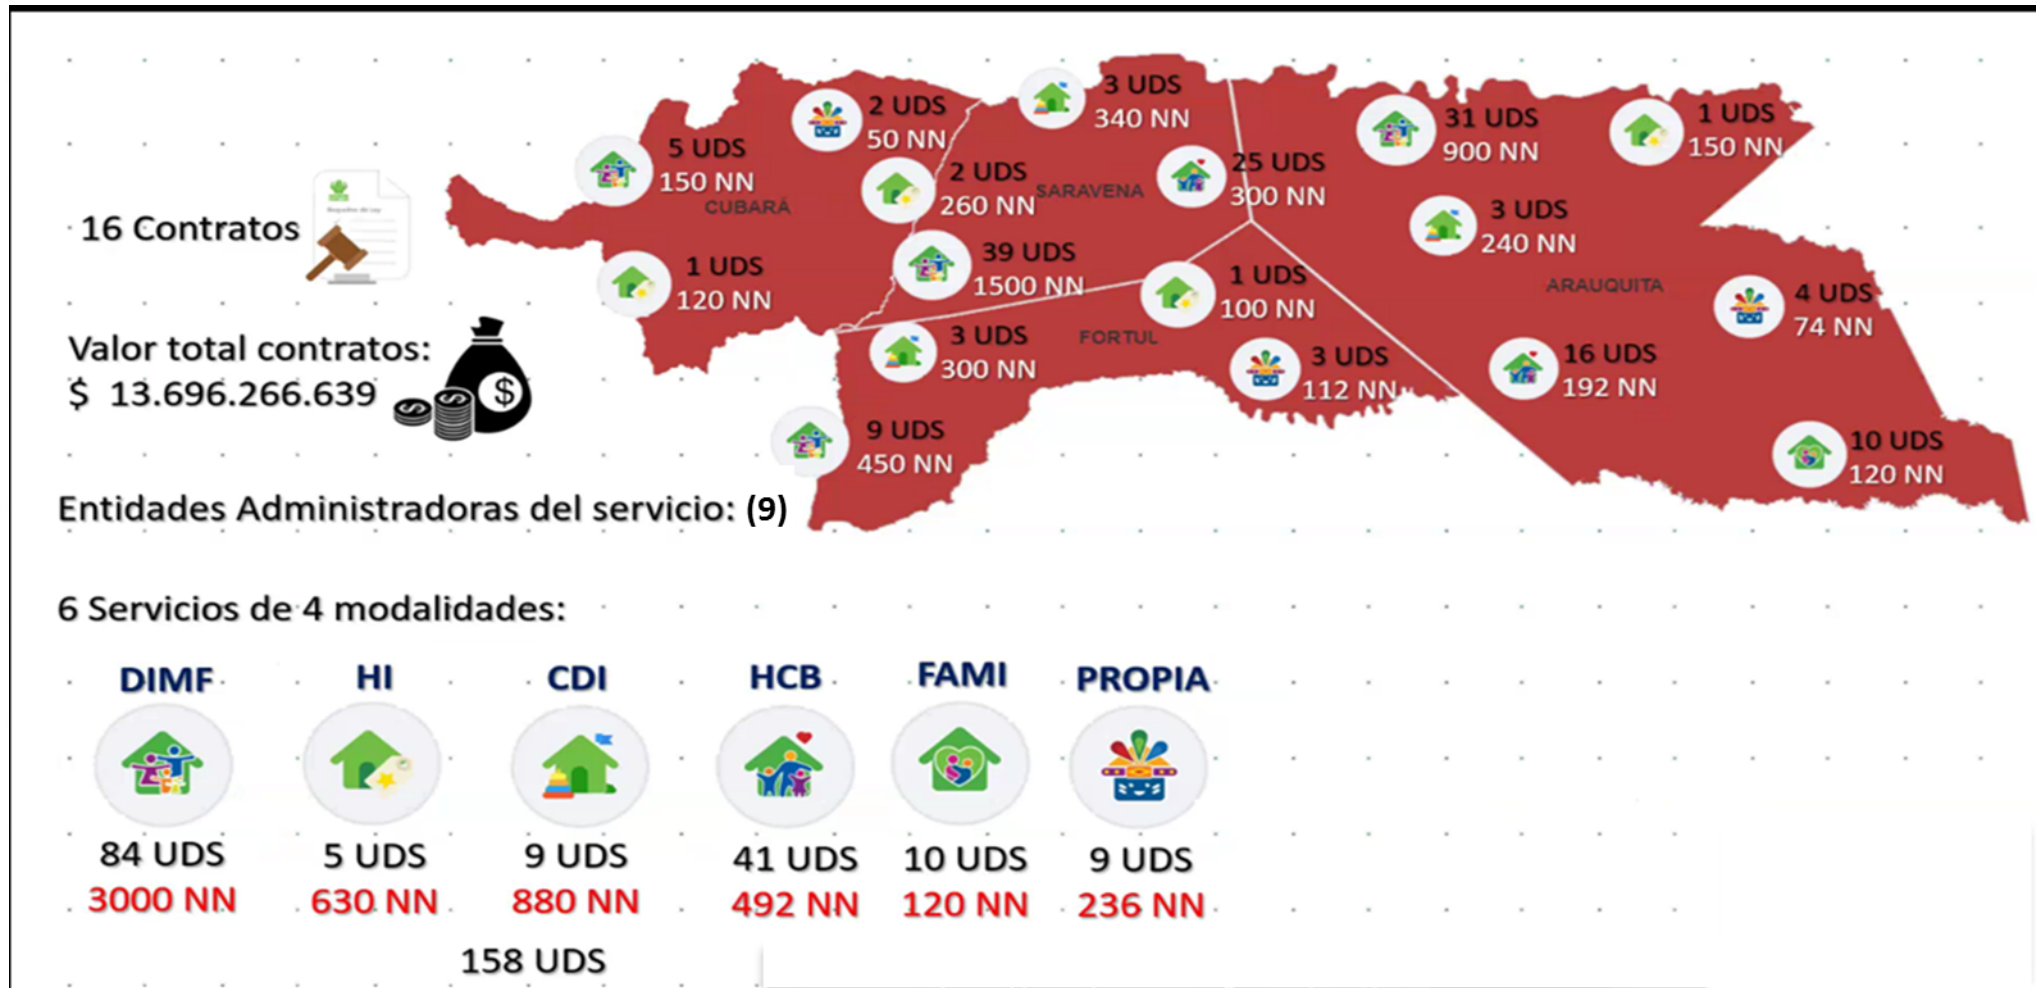 16 Contratos
Valor total contratos:
$ 13.696.266.639
Entidades Administradoras del servicio: (9)
5 UDS
150 NN
2 UDS
50 NN
CUBARÁ
1 UDS
120 NN
3 UDS
340 NN
2 UDS
260 NN
SARAVENA
25 UDS
300 NN
39 UDS
1500 NN
1 UDS
100 NN
3 UDS
300 NN
FORTUL
3 UDS
112 NN
9 UDS
450 NN
31 UDS
900 NN
1 UDS
150 NN
3 UDS
240 NN
ARAUQUITA
4 UDS
74 NN
16 UDS
192 NN
10 UDS
120 NN
6 Servicios de 4 modalidades:
DIMF
HI
CDI
HCB
FAMI
PROPIA
84 UDS
5 UDS
9 UDS
41 UDS
10 UDS
9 UDS
3000 NN
630 NN
880 NN
492 NN
120 NN
236 NN
158 UDS